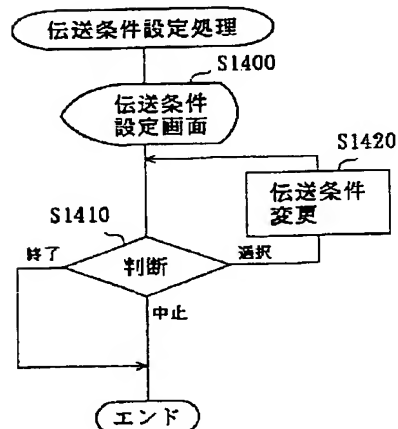 伝送条件設定処理
S1400
伝送条件
設定画面
S1420
伝送条件
変更
S1410
終了
判断
選択
中止
エンド